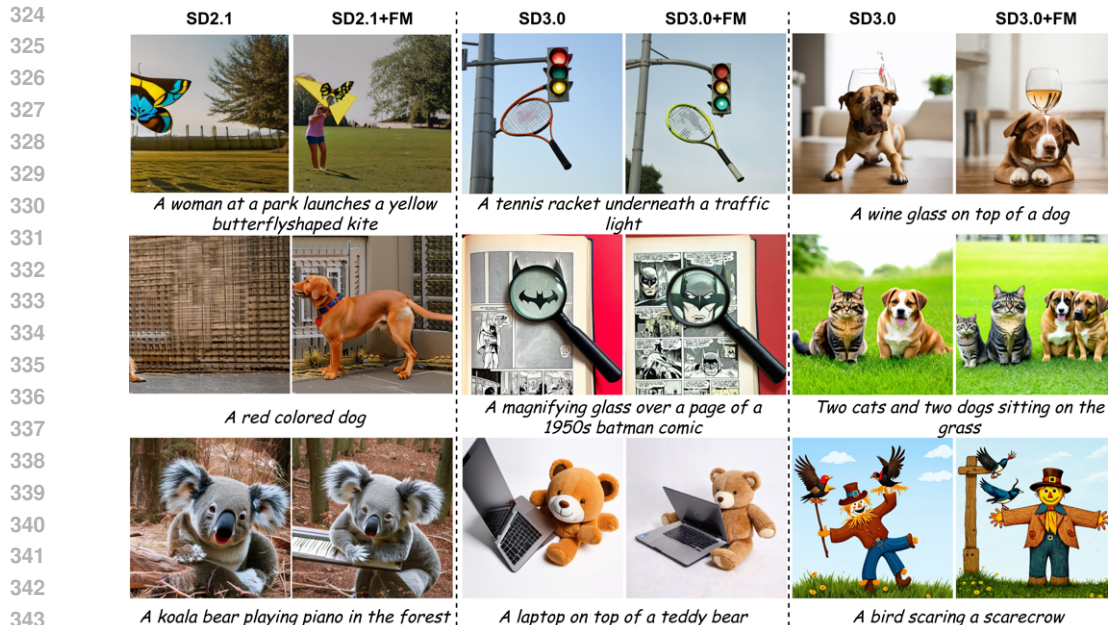 324
325
326
327
328
329
330
331
332
333
334
335
336
337
338
339
340
341
342
343
SD2.1 SD2.1+FM SD3.0 SD3.0+FM SD3.0 SD3.0+FM
A woman at a park launches a yellow
butterflyshaped kite
A tennis racket underneath a traffic
light
A wine glass on top of a dog
A red colored dog
A magnifying glass over a page of a
1950s batman comic
Two cats and two dogs sitting on the
grass
A koala bear playing piano in the forest
A laptop on top of a teddy bear
A bird scaring a scarecrow